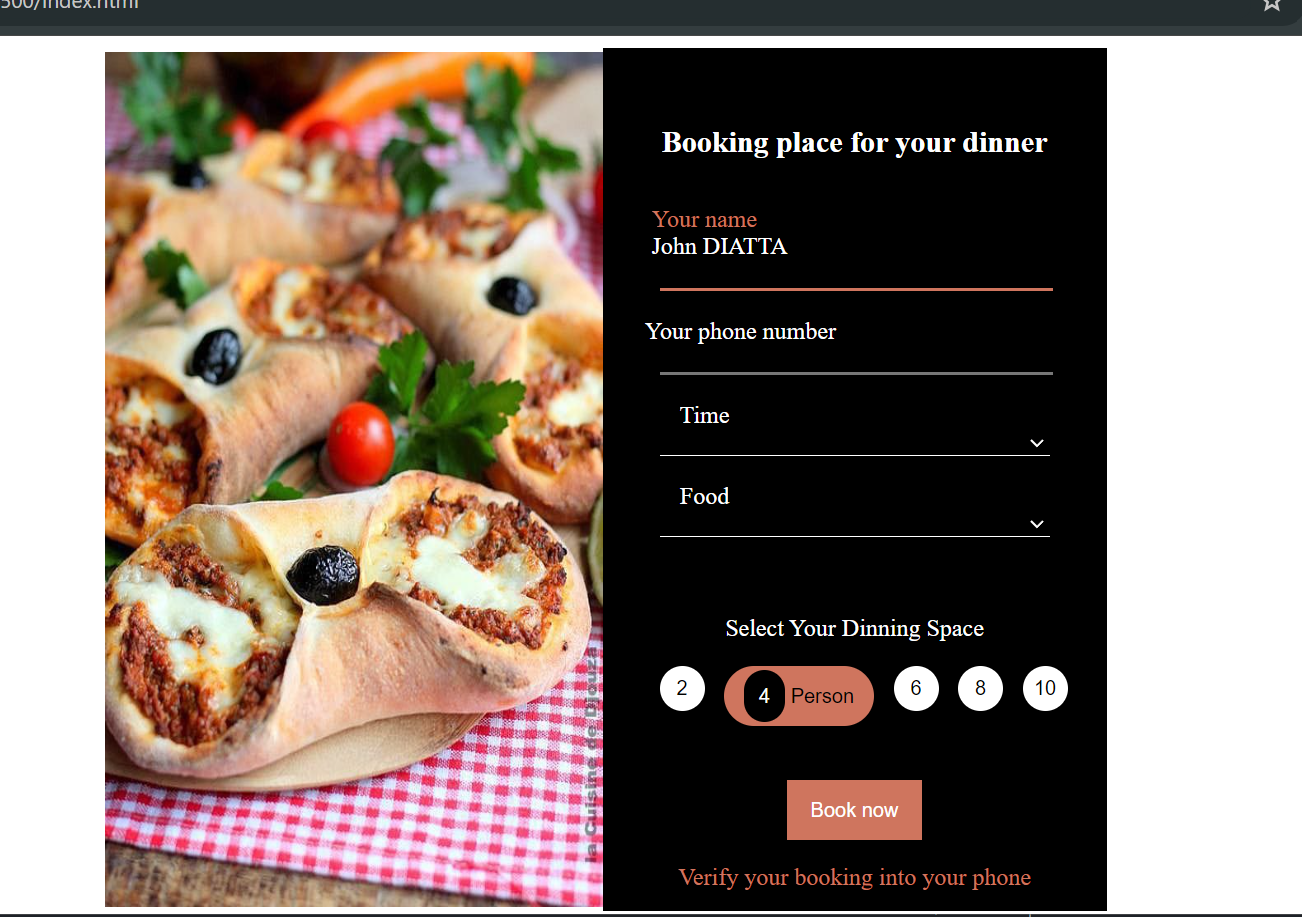 500/index.html
Booking place for your dinner
Your name
John DIATTA
Your phone number
Time
Food
Select Your Dinning Space
2 4 Person 6 8 10
Book now
Verify your booking into your phone
la Cuisine de Djouza